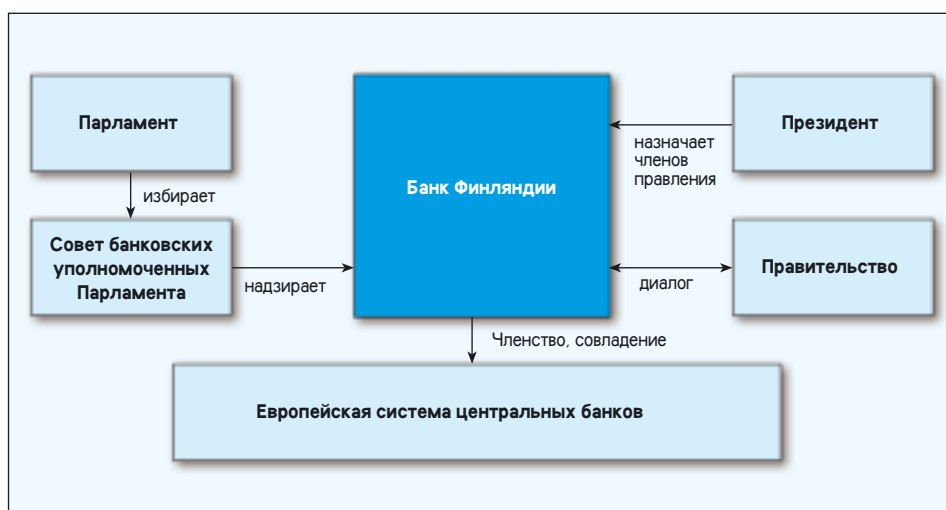 Парламент
избирает
Совет банковских
уполномоченных
Парламента
надзирает
Банк Финляндии
назначает
членов
правления
Президент
диалог
Правительство
Членство, совладение
Европейская система центральных банков